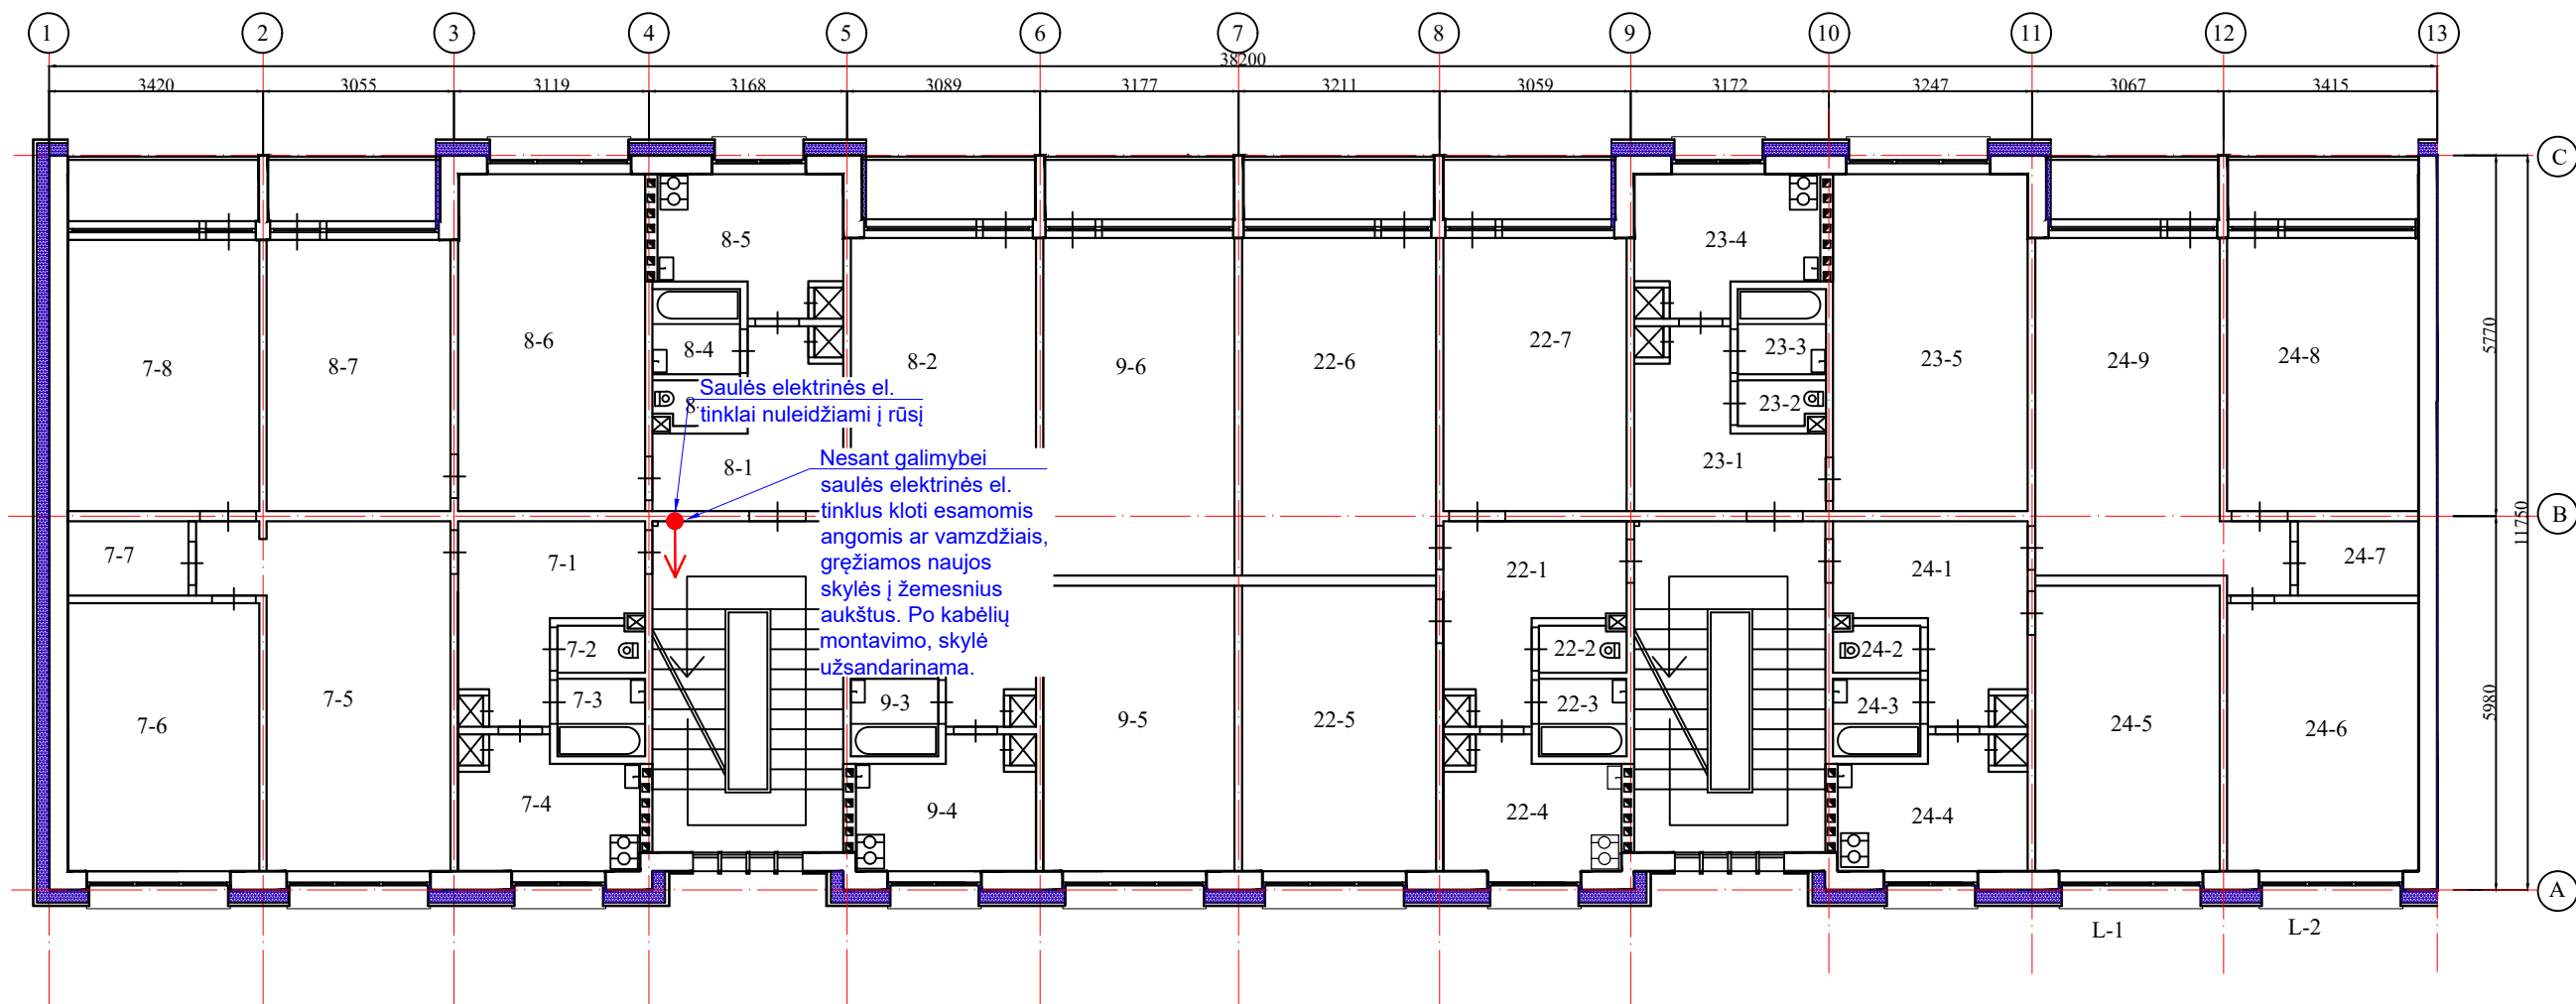 1 2 3 4 5 6 7 8 9 10 11 12 13
38200
3420 3055 3119 3168 3089 3177 3211 3059 3172 3247 3067 3415
C
8-5 23-4
5770
8-6 22-7
8-4 23-3
7-8 8-7 8-2 9-6 22-6 23-5 24-9 24-8
Saulės elektrinės el.
tinklai nuleidžiami į rūsį
8- 23-2
Nesant galimybei
saulės elektrinės el.
tinklus kloti esamomis
angomis ar vamzdžiais,
gręžiamos naujos
skylės į žemesnius
aukštus. Po kabėlių
montavimo, skylė
užsandarinama.
8-1 23-1
B
11750
7-7 7-1 22-1 24-1 24-7
7-2 22-2 24-2
7-3 9-3 22-3 24-3
7-5
5980
7-6 9-5 22-5 24-5 24-6
7-4 9-4 22-4 24-4
A
L-1 L-2